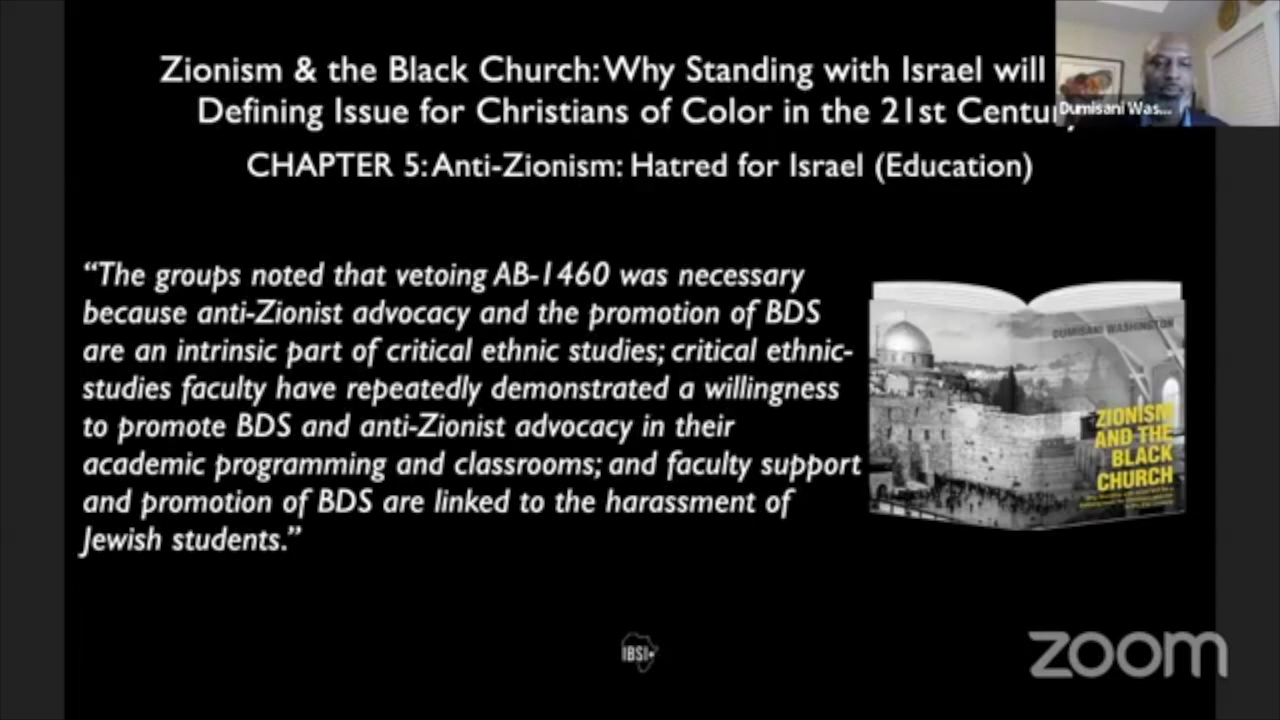 Zionism & the Black Church: Why Standing with Israel will
Defining Issue for Christians of Color in the 21st Century
Dumisani Was...
CHAPTER 5: Anti-Zionism: Hatred for Israel (Education)
“The groups noted that vetoing AB-1460 was necessary
because anti-Zionist advocacy and the promotion of BDS
are an intrinsic part of critical ethnic studies; critical ethnic-
studies faculty have repeatedly demonstrated a willingness
to promote BDS and anti-Zionist advocacy in their
academic programming and classrooms; and faculty support
and promotion of BDS are linked to the harassment of
Jewish students.”
DUMISANI WASHINGTON
ZIONISM
AND THE
BLACK
CHURCH
IBSI
zoom